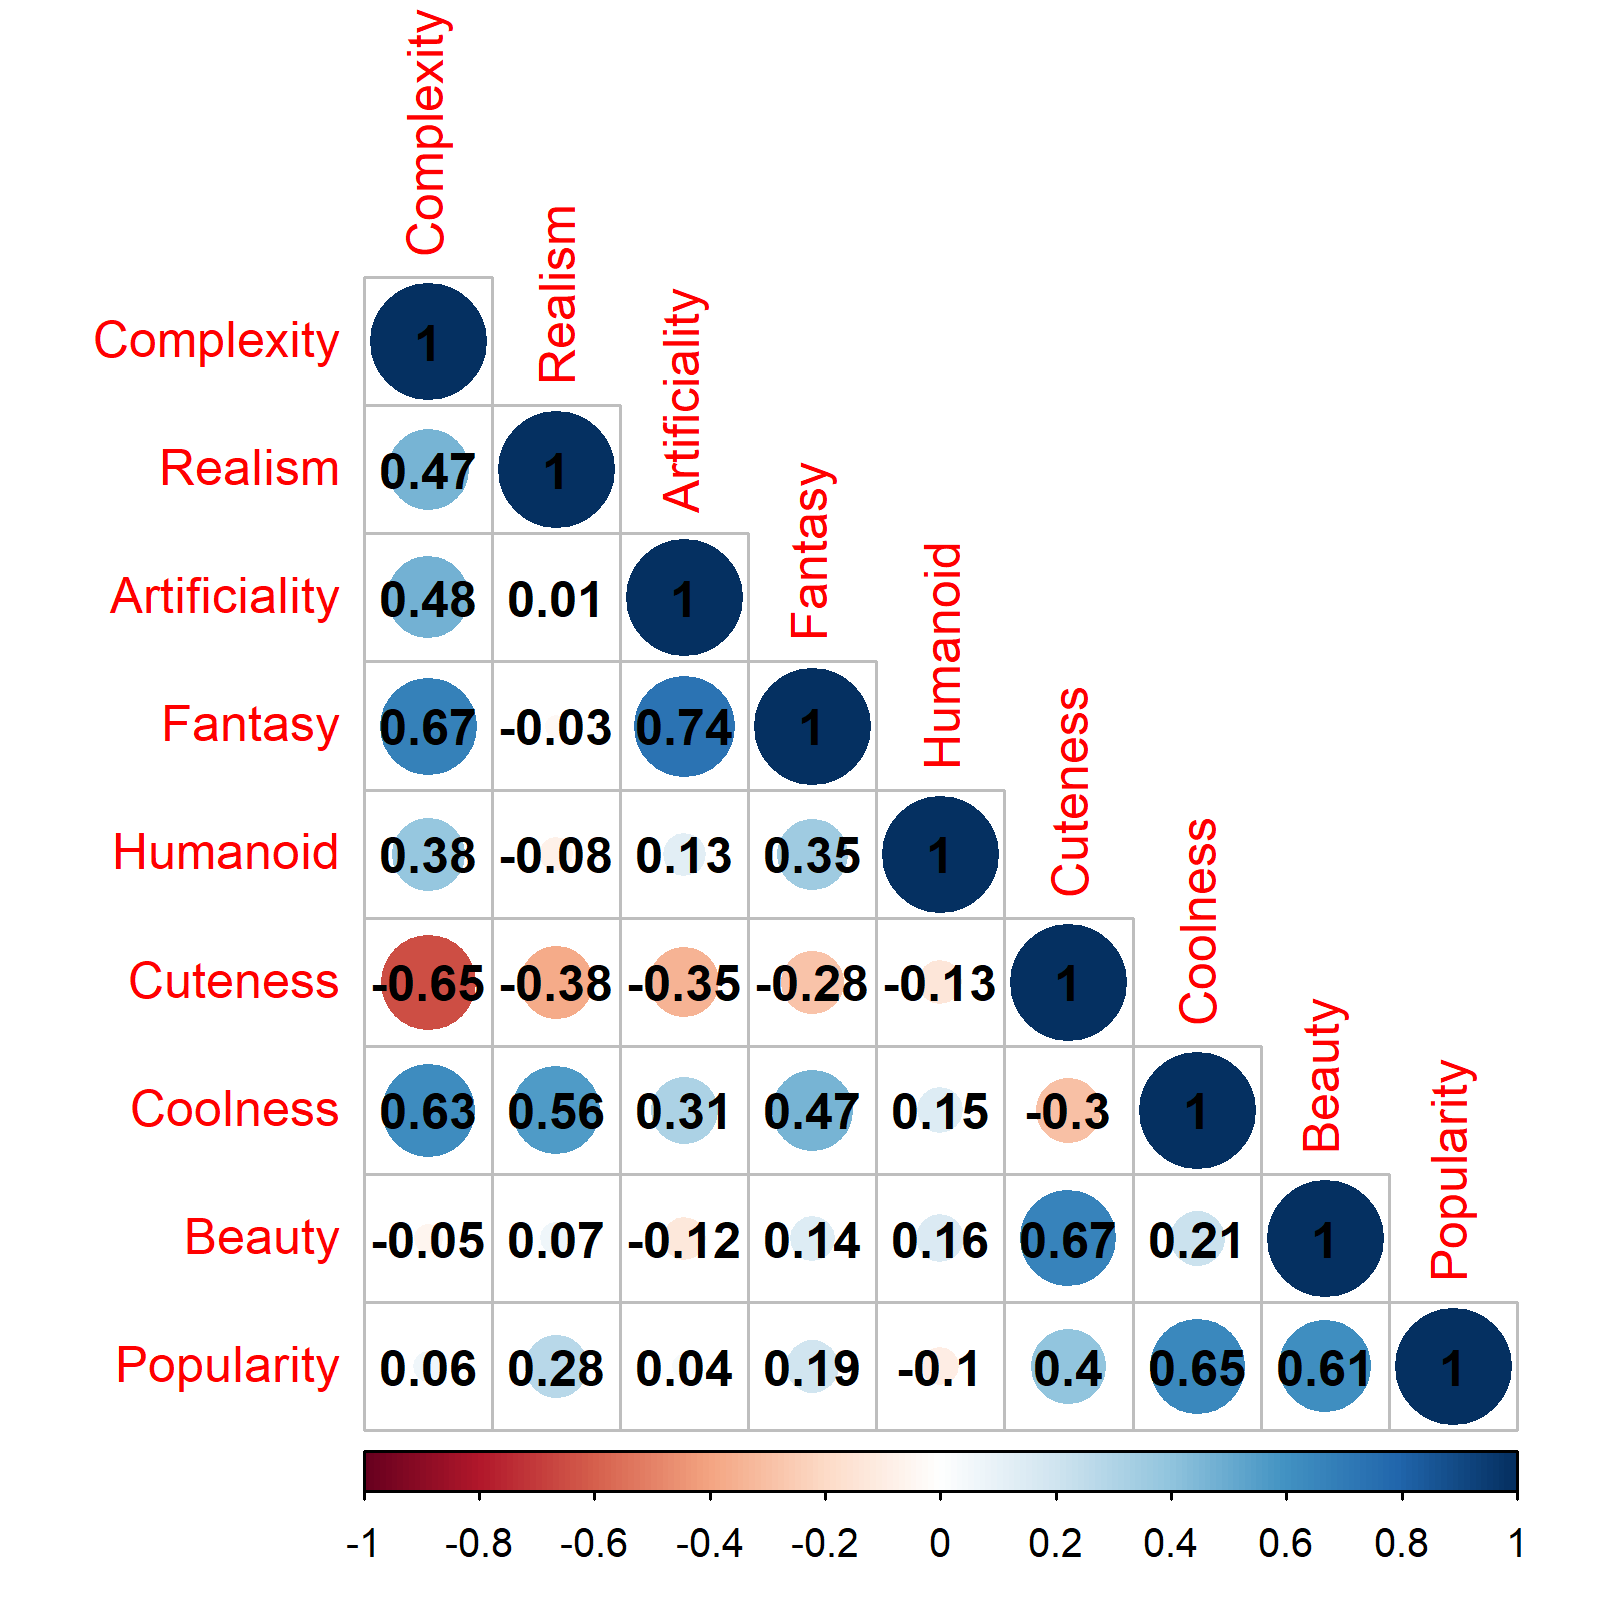 Complexity
Realism
Artificiality
Fantasy
Humanoid
Cuteness
Coolness
Beauty
Popularity
Complexity 1
Realism 0.47 1
Artificiality 0.48 0.01 1
Fantasy 0.67 -0.03 0.74 1
Humanoid 0.38 -0.08 0.13 0.35 1
Cuteness -0.65 -0.38 -0.35 -0.28 -0.13 1
Coolness 0.63 0.56 0.31 0.47 0.15 -0.3 1
Beauty -0.05 0.07 -0.12 0.14 0.16 0.67 0.21 1
Popularity 0.06 0.28 0.04 0.19 -0.1 0.4 0.65 0.61 1
-1 -0.8 -0.6 -0.4 -0.2 0 0.2 0.4 0.6 0.8 1